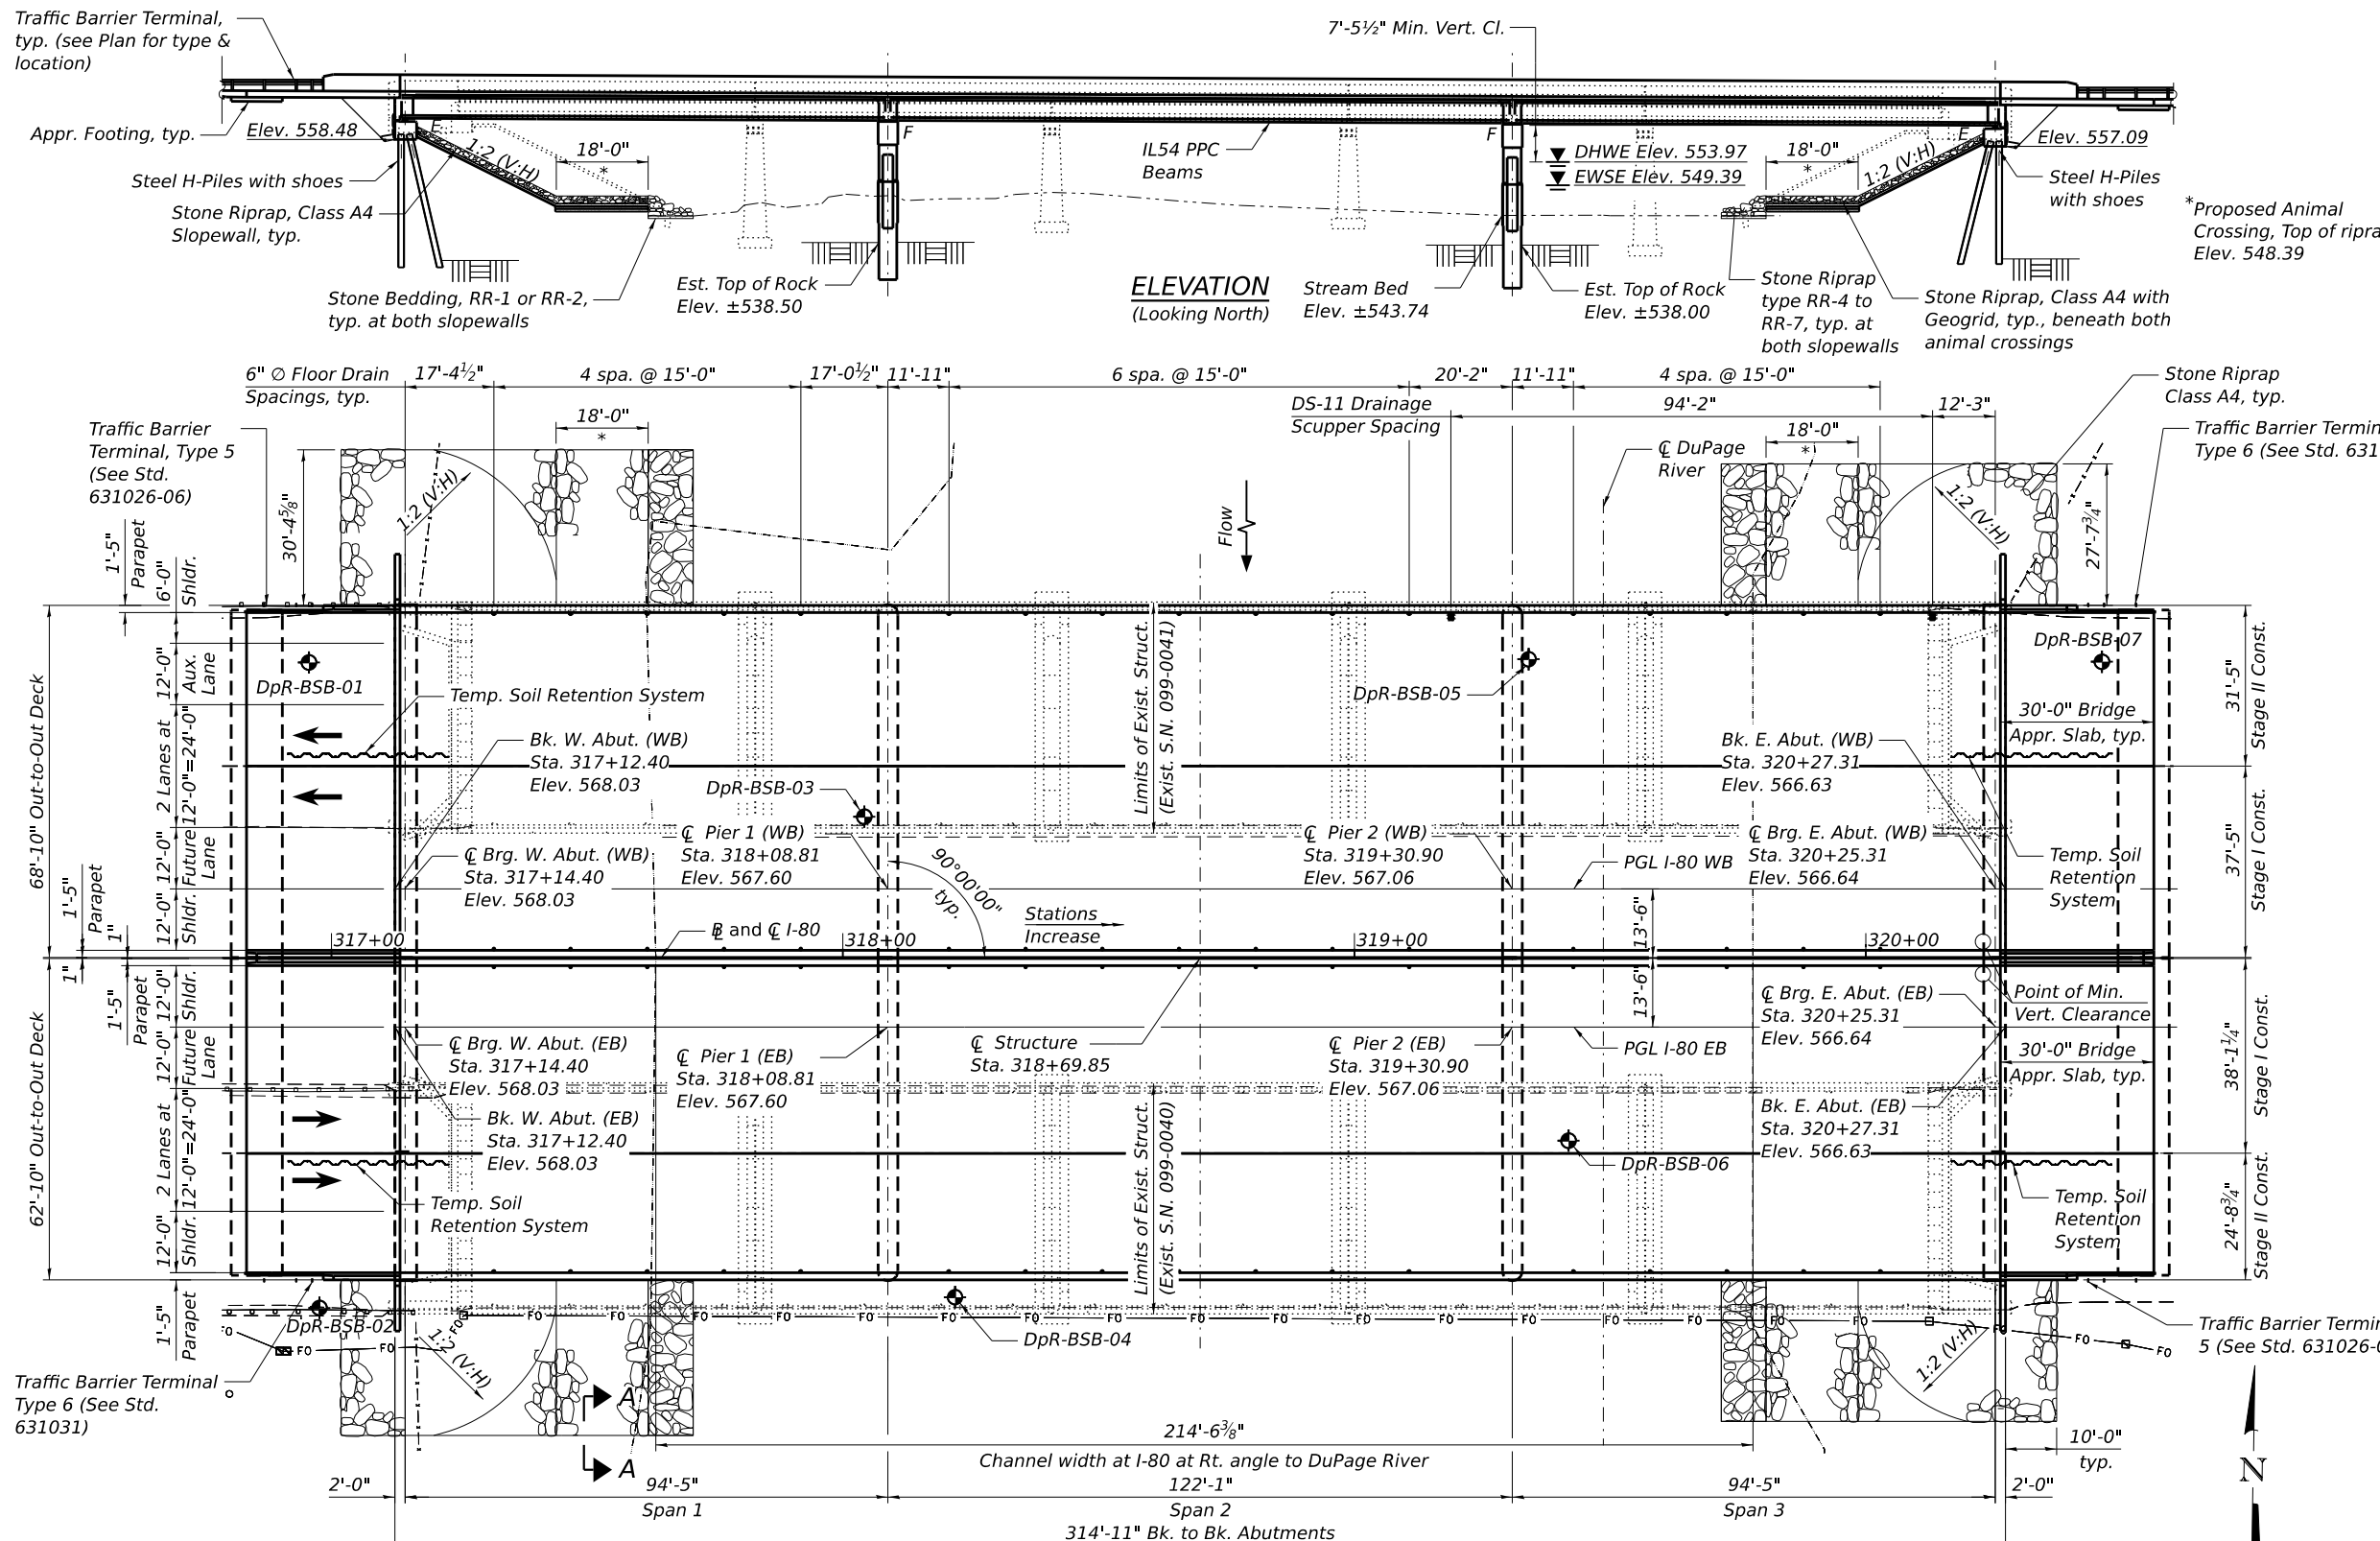 Traffic Barrier Terminal,
typ. (see Plan for type &
location)
7'-5½" Min. Vert. Cl.
Appr. Footing, typ.
Elev. 558.48
E
F
F
E
1:2 (V:H)
18'-0"
*
IL54 PPC
Beams
DHWE Elev. 553.97
EWSE Elev. 549.39
18'-0"
*
1:2 (V:H)
Elev. 557.09
Steel H-Piles with shoes
Stone Riprap, Class A4
Slopewall, typ.
Steel H-Piles
with shoes
*Proposed Animal
Crossing, Top of ripra
Elev. 548.39
Stone Bedding, RR-1 or RR-2,
typ. at both slopewalls
Est. Top of Rock
Elev. ±538.50
ELEVATION
(Looking North)
Stream Bed
Elev. ±543.74
Est. Top of Rock
Elev. ±538.00
Stone Riprap
type RR-4 to
RR-7, typ. at
both slopewalls
Stone Riprap, Class A4 with
Geogrid, typ., beneath both
animal crossings
6" ∅ Floor Drain
Spacings, typ.
17'-4½"
4 spa. @ 15'-0"
17'-0½"
11'-11"
6 spa. @ 15'-0"
20'-2"
11'-11"
4 spa. @ 15'-0"
DS-11 Drainage
Scupper Spacing
94'-2"
12'-3"
Stone Riprap
Class A4, typ.
Traffic Barrier
Terminal, Type 5
(See Std.
631026-06)
18'-0"
*
18'-0"
*
Traffic Barrier Termin
Type 6 (See Std. 631
℄ DuPage
River
30'-4⅝"
1:2 (V:H)
Flow
1:2 (V:H)
27'-7¾"
1'-5"
Parapet
6'-0"
Shldr.
12'-0"
Aux.
Lane
2 Lanes at
12'-0"=24'-0"
12'-0"
Future
Lane
12'-0"
Shldr.
68'-10" Out-to-Out Deck
1'-5"
Parapet
1"
1"
DpR-BSB-01
Temp. Soil Retention System
Bk. W. Abut. (WB)
Sta. 317+12.40
Elev. 568.03
DpR-BSB-03
℄ Brg. W. Abut. (WB)
Sta. 317+14.40
Elev. 568.03
℄ Pier 1 (WB)
Sta. 318+08.81
Elev. 567.60
90°00'00"
typ.
Limits of Exist. Struct.
(Exist. S.N. 099-0041)
DpR-BSB-05
℄ Pier 2 (WB)
Sta. 319+30.90
Elev. 567.06
DpR-BSB-07
30'-0" Bridge
Appr. Slab, typ.
Bk. E. Abut. (WB)
Sta. 320+27.31
Elev. 566.63
℄ Brg. E. Abut. (WB)
Sta. 320+25.31
Elev. 566.64
PGL I-80 WB
Temp. Soil
Retention
System
31'-5"
Stage II Const.
37'-5"
Stage I Const.
Stations
Increase
B and ℄ I-80
317+00
318+00
319+00
320+00
13'-6"
13'-6"
1'-5"
Parapet
12'-0"
Shldr.
12'-0"
Future
Lane
2 Lanes at
12'-0"=24'-0"
12'-0"
Shldr.
62'-10" Out-to-Out Deck
1'-5"
Parapet
℄ Brg. W. Abut. (EB)
Sta. 317+14.40
Elev. 568.03
Bk. W. Abut. (EB)
Sta. 317+12.40
Elev. 568.03
℄ Pier 1 (EB)
Sta. 318+08.81
Elev. 567.60
℄ Structure
Sta. 318+69.85
℄ Pier 2 (EB)
Sta. 319+30.90
Elev. 567.06
PGL I-80 EB
℄ Brg. E. Abut. (EB)
Sta. 320+25.31
Elev. 566.64
Point of Min.
Vert. Clearance
30'-0" Bridge
Appr. Slab, typ.
Bk. E. Abut. (EB)
Sta. 320+27.31
Elev. 566.63
38'-1¼"
Stage I Const.
24'-8¾"
Stage II Const.
Limits of Exist. Struct.
(Exist. S.N. 099-0040)
DpR-BSB-06
Temp. Soil
Retention System
Temp. Soil
Retention
System
DpR-BSB-02
DpR-BSB-04
FO FO FO FO FO FO FO FO FO FO FO FO FO FO FO FO FO FO FO FO FO FO
1:2 (V:H)
1:2 (V:H)
Traffic Barrier Termin
5 (See Std. 631026-0
Traffic Barrier Terminal
Type 6 (See Std.
631031)
A
A
214'-6⅜"
Channel width at I-80 at Rt. angle to DuPage River
10'-0"
typ.
N
2'-0"
94'-5"
Span 1
122'-1"
Span 2
94'-5"
Span 3
2'-0"
314'-11" Bk. to Bk. Abutments